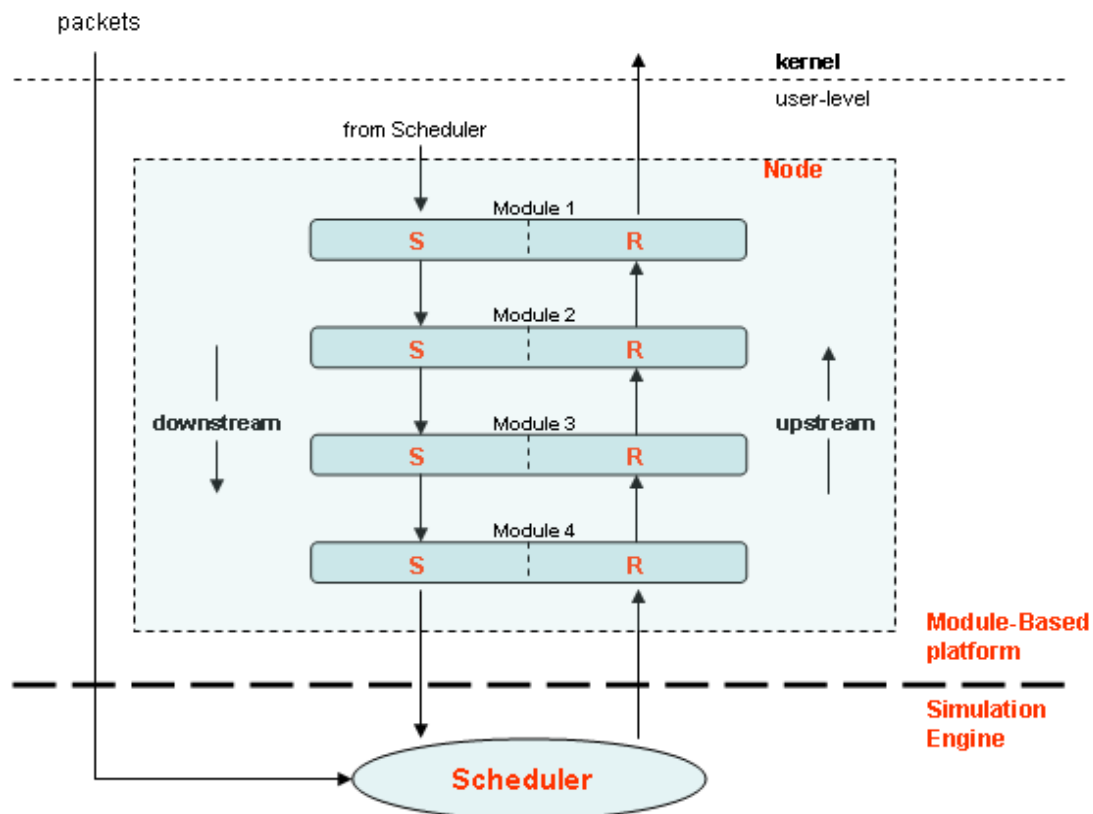 packets
kernel
user-level
from Scheduler
Node
Module 1
S R
Module 2
S R
downstream
Module 3
upstream
S R
Module 4
S R
Module-Based
platform
Simulation
Engine
Scheduler